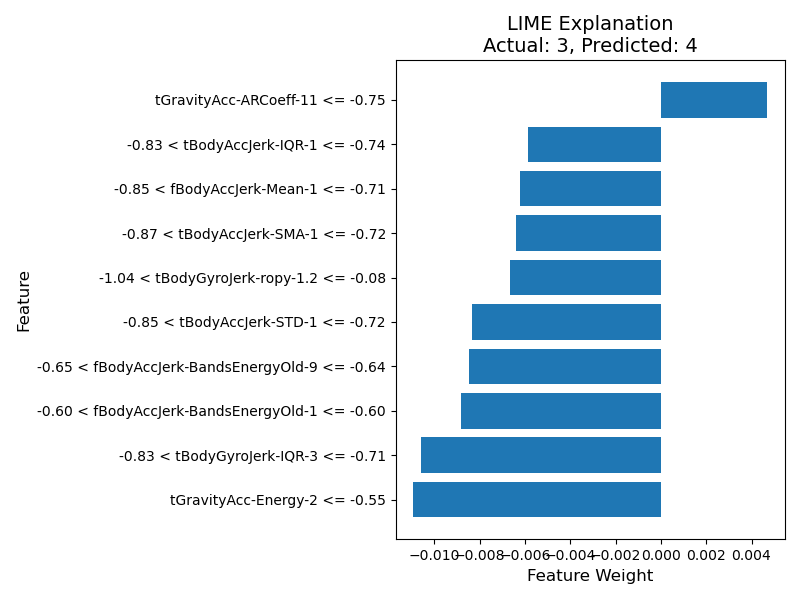 LIME Explanation
Actual: 3, Predicted: 4
tGravityAcc-ARCoeff-11 <= -0.75
-0.83 < tBodyAccJerk-IQR-1 <= -0.74
-0.85 < fBodyAccJerk-Mean-1 <= -0.71
-0.87 < tBodyAccJerk-SMA-1 <= -0.72
-1.04 < tBodyGyroJerk-ropy-1.2 <= -0.08
-0.85 < tBodyAccJerk-STD-1 <= -0.72
-0.65 < fBodyAccJerk-BandsEnergyOld-9 <= -0.64
-0.60 < fBodyAccJerk-BandsEnergyOld-1 <= -0.60
-0.83 < tBodyGyroJerk-IQR-3 <= -0.71
tGravityAcc-Energy-2 <= -0.55
Feature
−0.010 −0.008 −0.006 −0.004 −0.002 0.000 0.002 0.004
Feature Weight